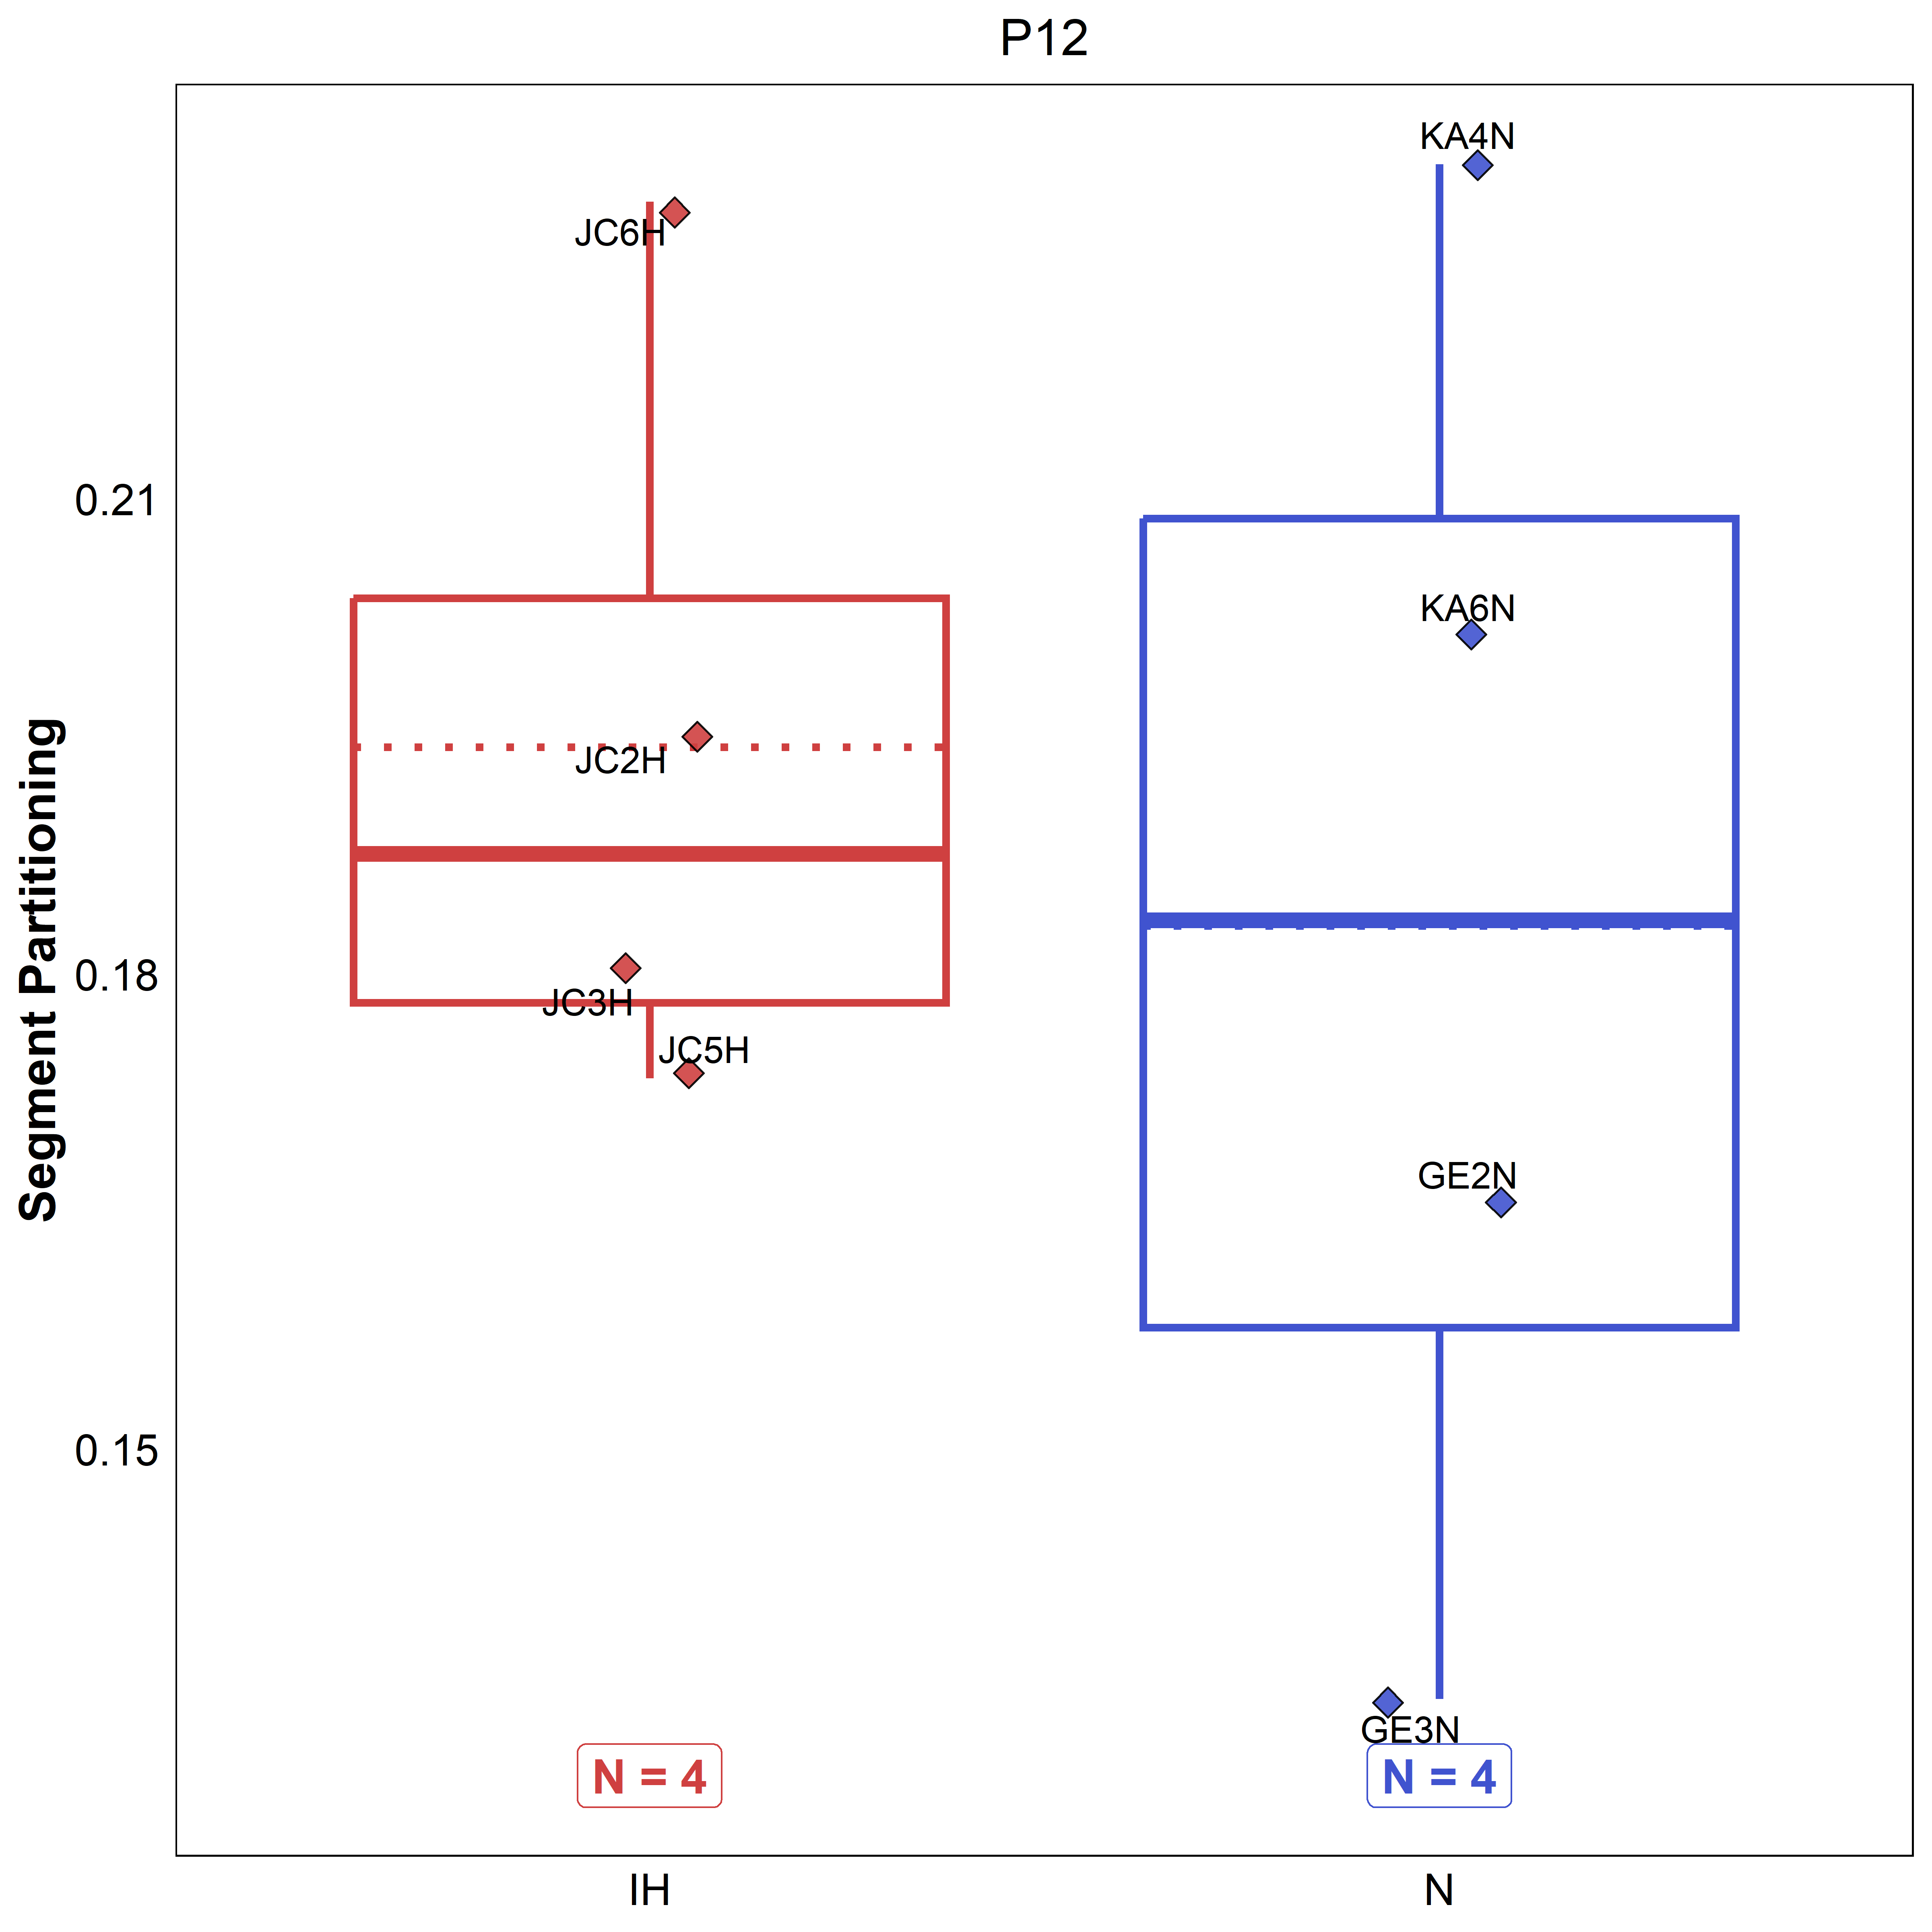 P12
Segment Partitioning
0.21
0.18
0.15
KA4N
JC6H
KA6N
JC2H
JC3H
JC5H
GE2N
GE3N
N = 4
N = 4
IH
N